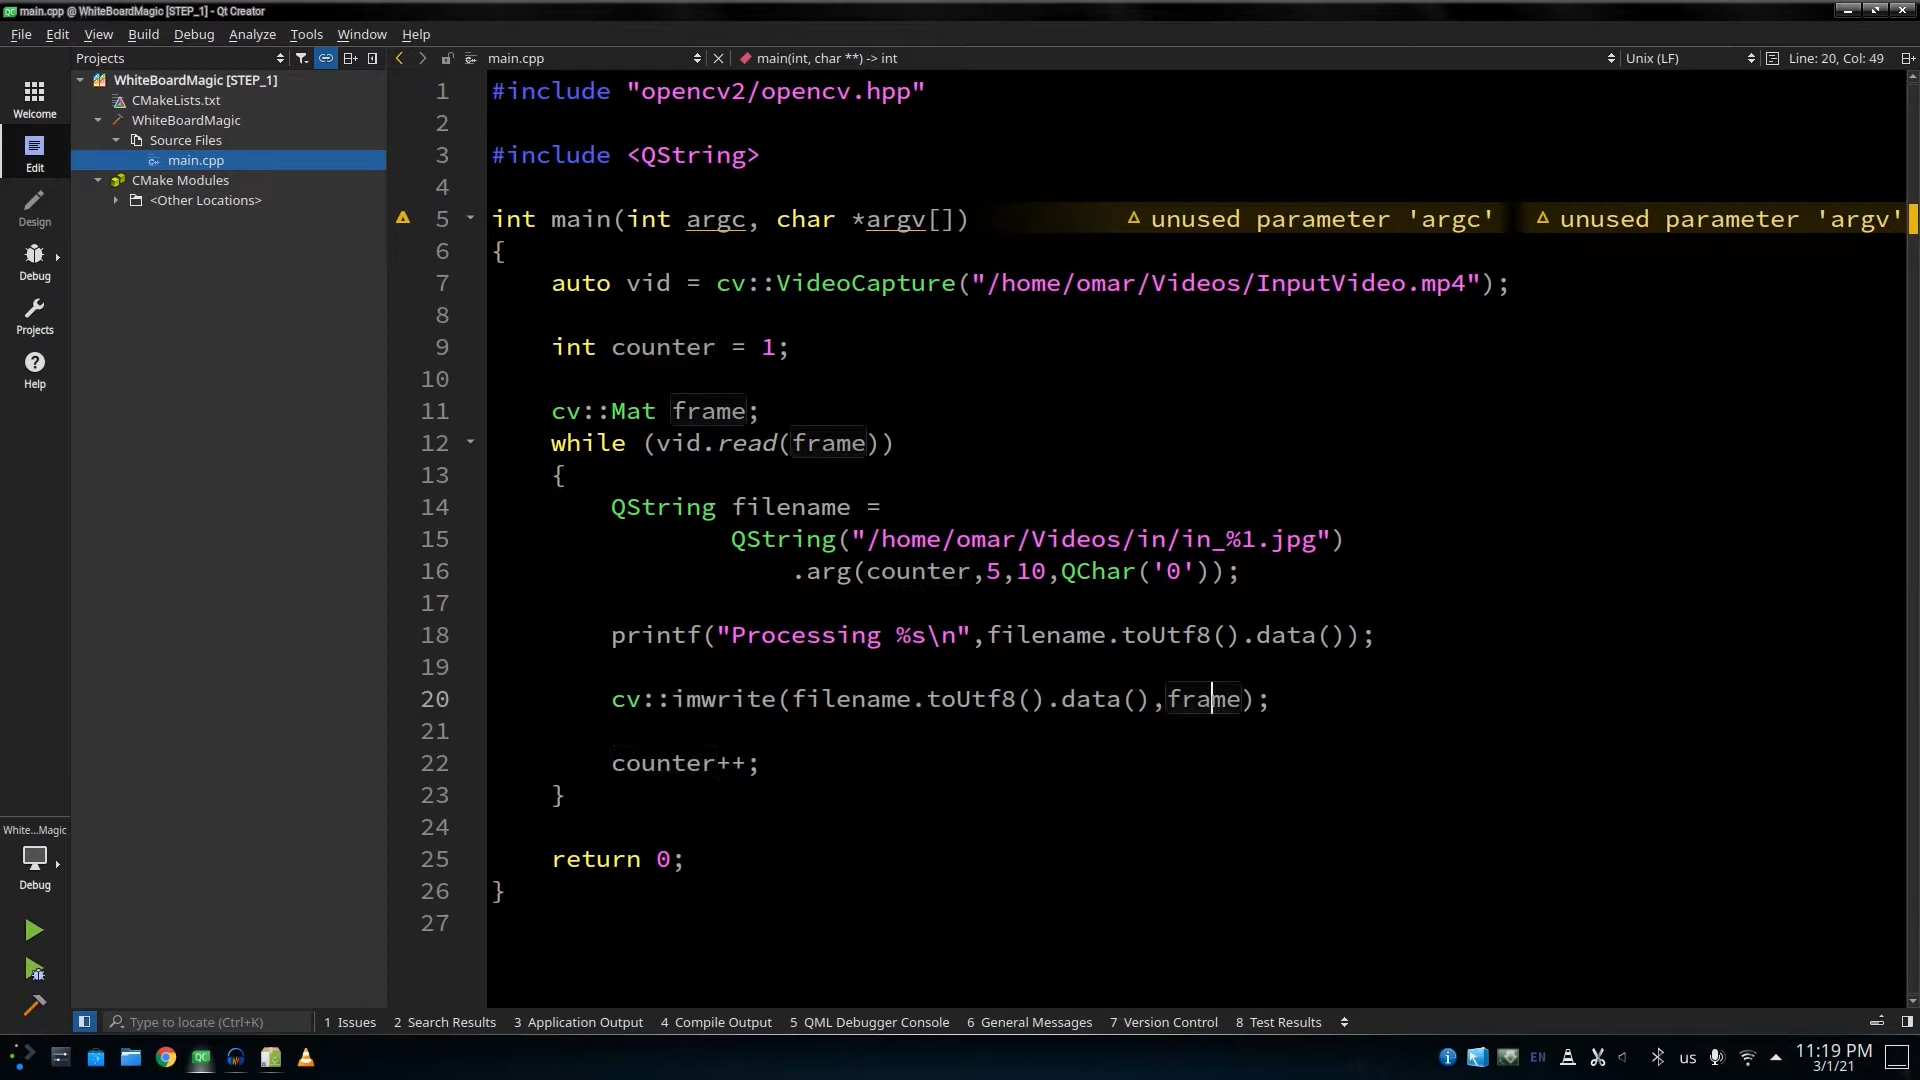 main.cpp @ WhiteBoardMagic [STEP_1] - Qt Creator
File Edit View Build Debug Analyze Tools Window Help
Projects main.cpp main(int, char **) -> int Unix (LF) Line: 20, Col: 49
Welcome
Edit
Design
Debug
Projects
Help
White...Magic
Debug
WhiteBoardMagic [STEP_1]
CMakeLists.txt
WhiteBoardMagic
Source Files
main.cpp
CMake Modules
<Other Locations>
1 #include "opencv2/opencv.hpp"
2
3 #include <QString>
4
5 int main(int argc, char *argv[]) unused parameter 'argc' unused parameter 'argv'
6 {
7 auto vid = cv::VideoCapture("/home/omar/Videos/InputVideo.mp4");
8
9 int counter = 1;
10
11 cv::Mat frame;
12 while (vid.read(frame))
13 {
14 QString filename =
15 QString("/home/omar/Videos/in/in_%1.jpg")
16 .arg(counter,5,10,QChar('0'));
17
18 printf("Processing %s\n",filename.toUtf8().data());
19
20 cv::imwrite(filename.toUtf8().data(),frame);
21
22 counter++;
23 }
24
25 return 0;
26 }
27
Type to locate (Ctrl+K) 1 Issues 2 Search Results 3 Application Output 4 Compile Output 5 QML Debugger Console 6 General Messages 7 Version Control 8 Test Results
QC EN us 11:19 PM
3/1/21